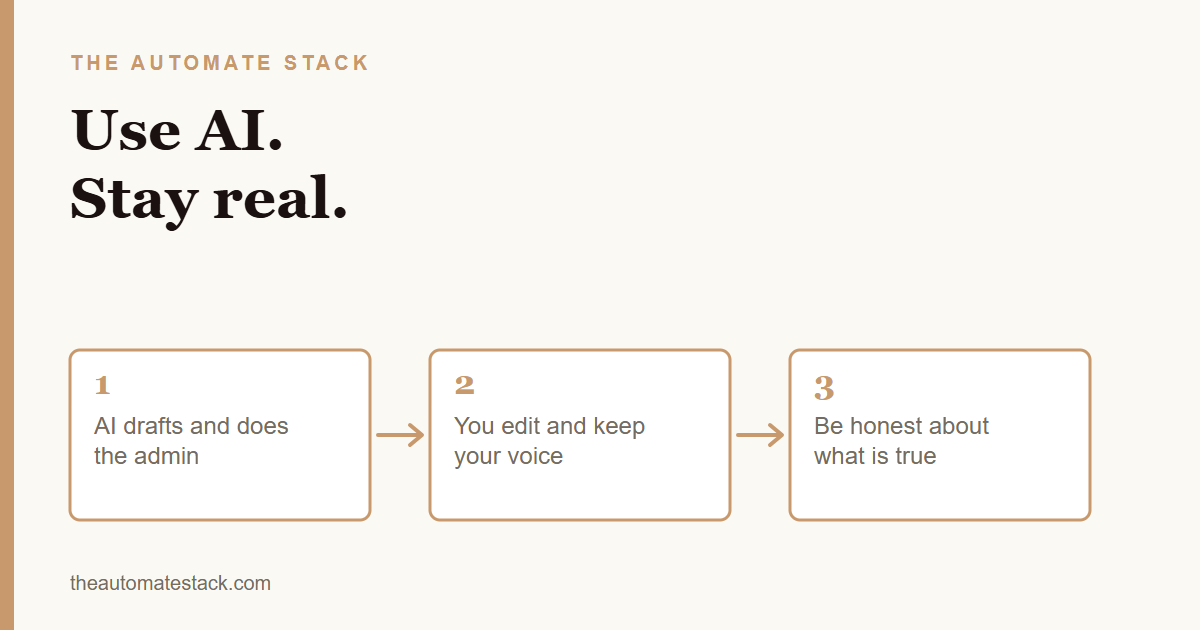 THE AUTOMATE STACK
Use AI.
Stay real.
1
AI drafts and does
the admin
2
You edit and keep
your voice
3
Be honest about
what is true
theautomatestack.com